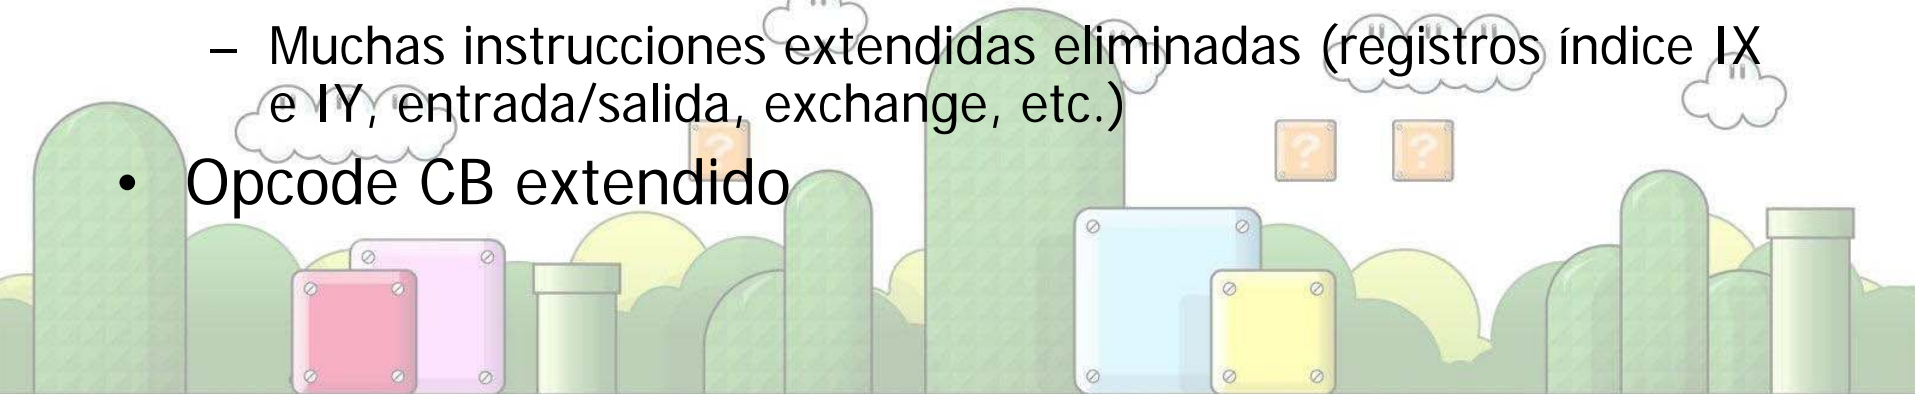 – Muchas instrucciones extendidas eliminadas (registros índice IX
e IY, entrada/salida, exchange, etc.)
• Opcode CB extendido